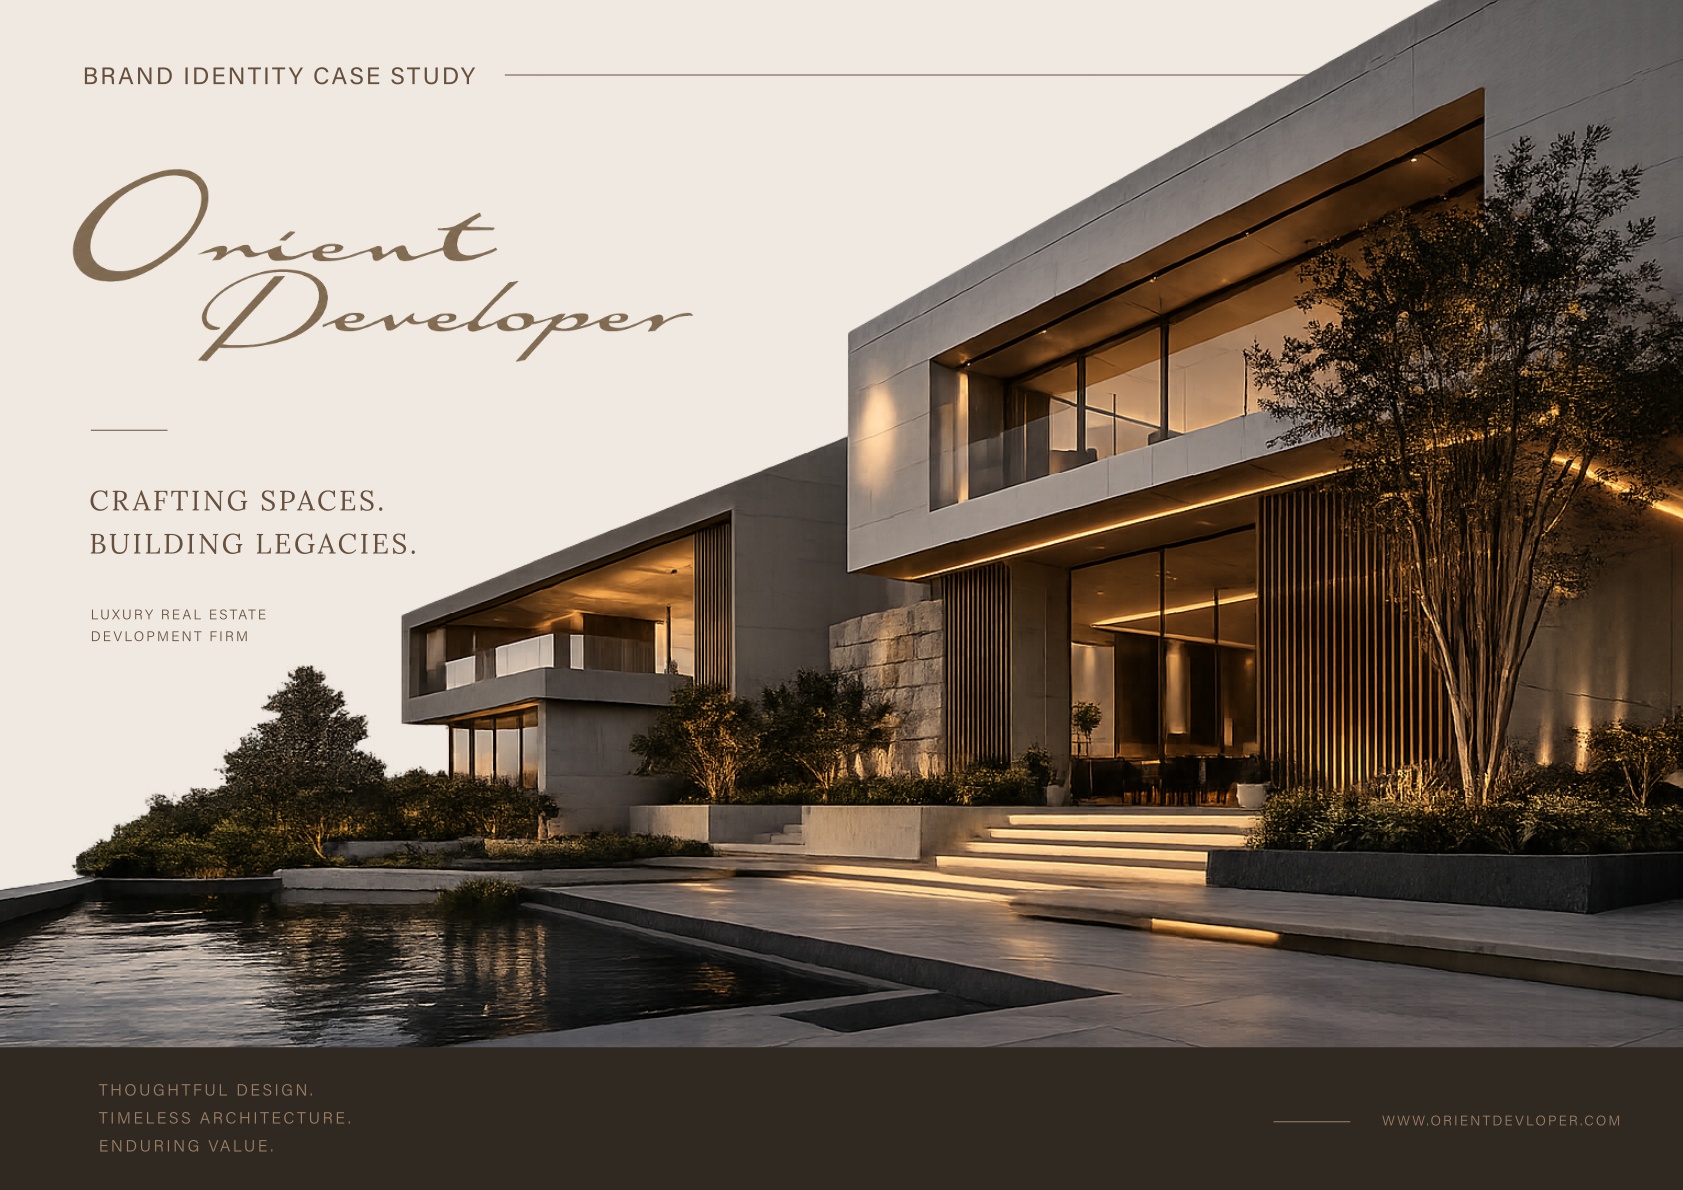 BRAND IDENTITY CASE STUDY
Orient
Developer
CRAFTING SPACES.
BUILDING LEGACIES.
LUXURY REAL ESTATE
DEVLOPMENT FIRM
THOUGHTFUL DESIGN.
TIMELESS ARCHITECTURE.
ENDURING VALUE.
WWW.ORIENTDEVLOPER.COM